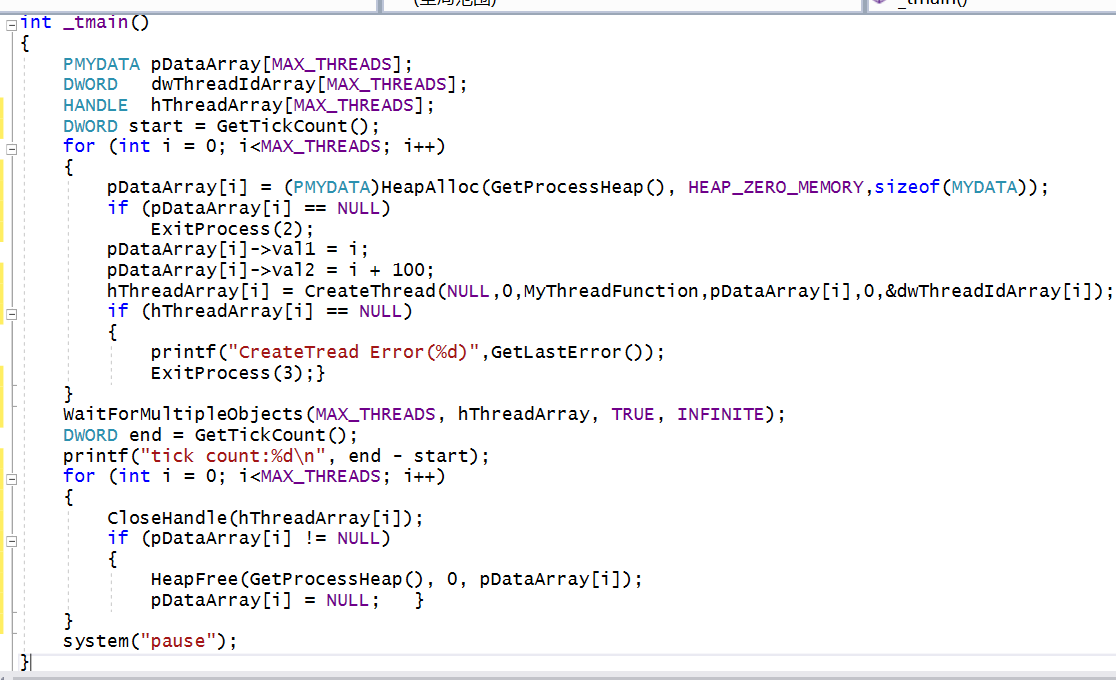 (全局范围) _tmain()
int _tmain()
{
    PMYDATA pDataArray[MAX_THREADS];
    DWORD   dwThreadIdArray[MAX_THREADS];
    HANDLE  hThreadArray[MAX_THREADS];
    DWORD start = GetTickCount();
    for (int i = 0; i<MAX_THREADS; i++)
    {
        pDataArray[i] = (PMYDATA)HeapAlloc(GetProcessHeap(), HEAP_ZERO_MEMORY,sizeof(MYDATA));
        if (pDataArray[i] == NULL)
            ExitProcess(2);
        pDataArray[i]->val1 = i;
        pDataArray[i]->val2 = i + 100;
        hThreadArray[i] = CreateThread(NULL,0,MyThreadFunction,pDataArray[i],0,&dwThreadIdArray[i]);
        if (hThreadArray[i] == NULL)
        {
            printf("CreateTread Error(%d)",GetLastError());
            ExitProcess(3);}
    }
    WaitForMultipleObjects(MAX_THREADS, hThreadArray, TRUE, INFINITE);
    DWORD end = GetTickCount();
    printf("tick count:%d\n", end - start);
    for (int i = 0; i<MAX_THREADS; i++)
    {
        CloseHandle(hThreadArray[i]);
        if (pDataArray[i] != NULL)
        {
            HeapFree(GetProcessHeap(), 0, pDataArray[i]);
            pDataArray[i] = NULL;   }
    }
    system("pause");
}